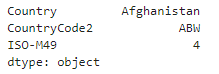 Country Afghanistan
CountryCode2 ABW
ISO-M49 4
dtype: object